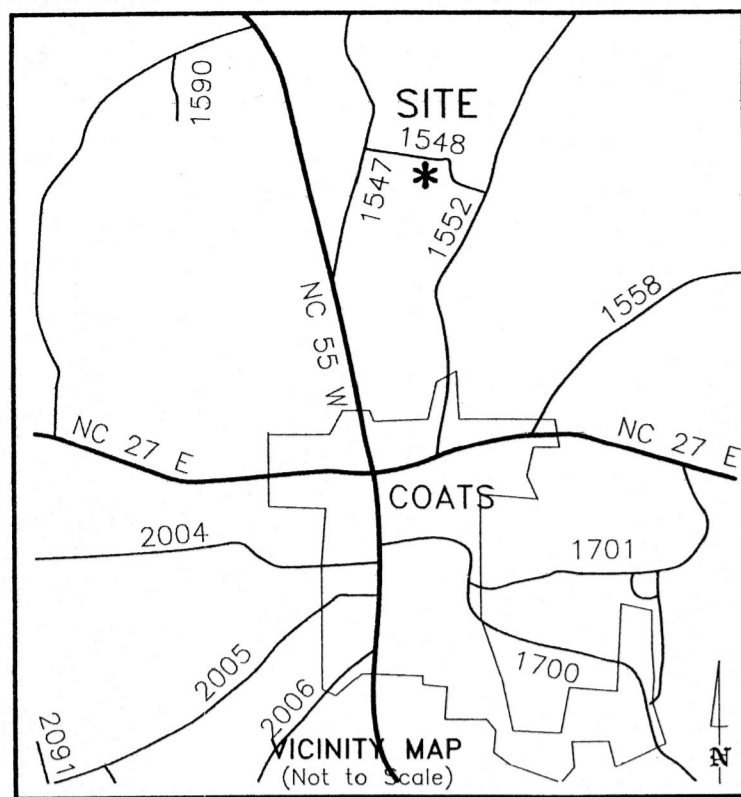 1590
SITE
1548
1547
1552
NC 55 W
1558
NC 27 E
NC 27 E
COATS
2004
1701
2005
1700
2006
2091
VICINITY MAP
(Not to Scale)
N